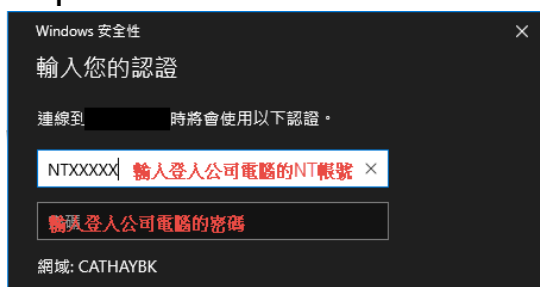 Windows 安全性
輸入您的認證
連線到 時將會使用以下認證。
NTXXXXX 輸入登入公司電腦的NT帳號
輸入登入公司電腦的密碼
網域: CATHAYBK